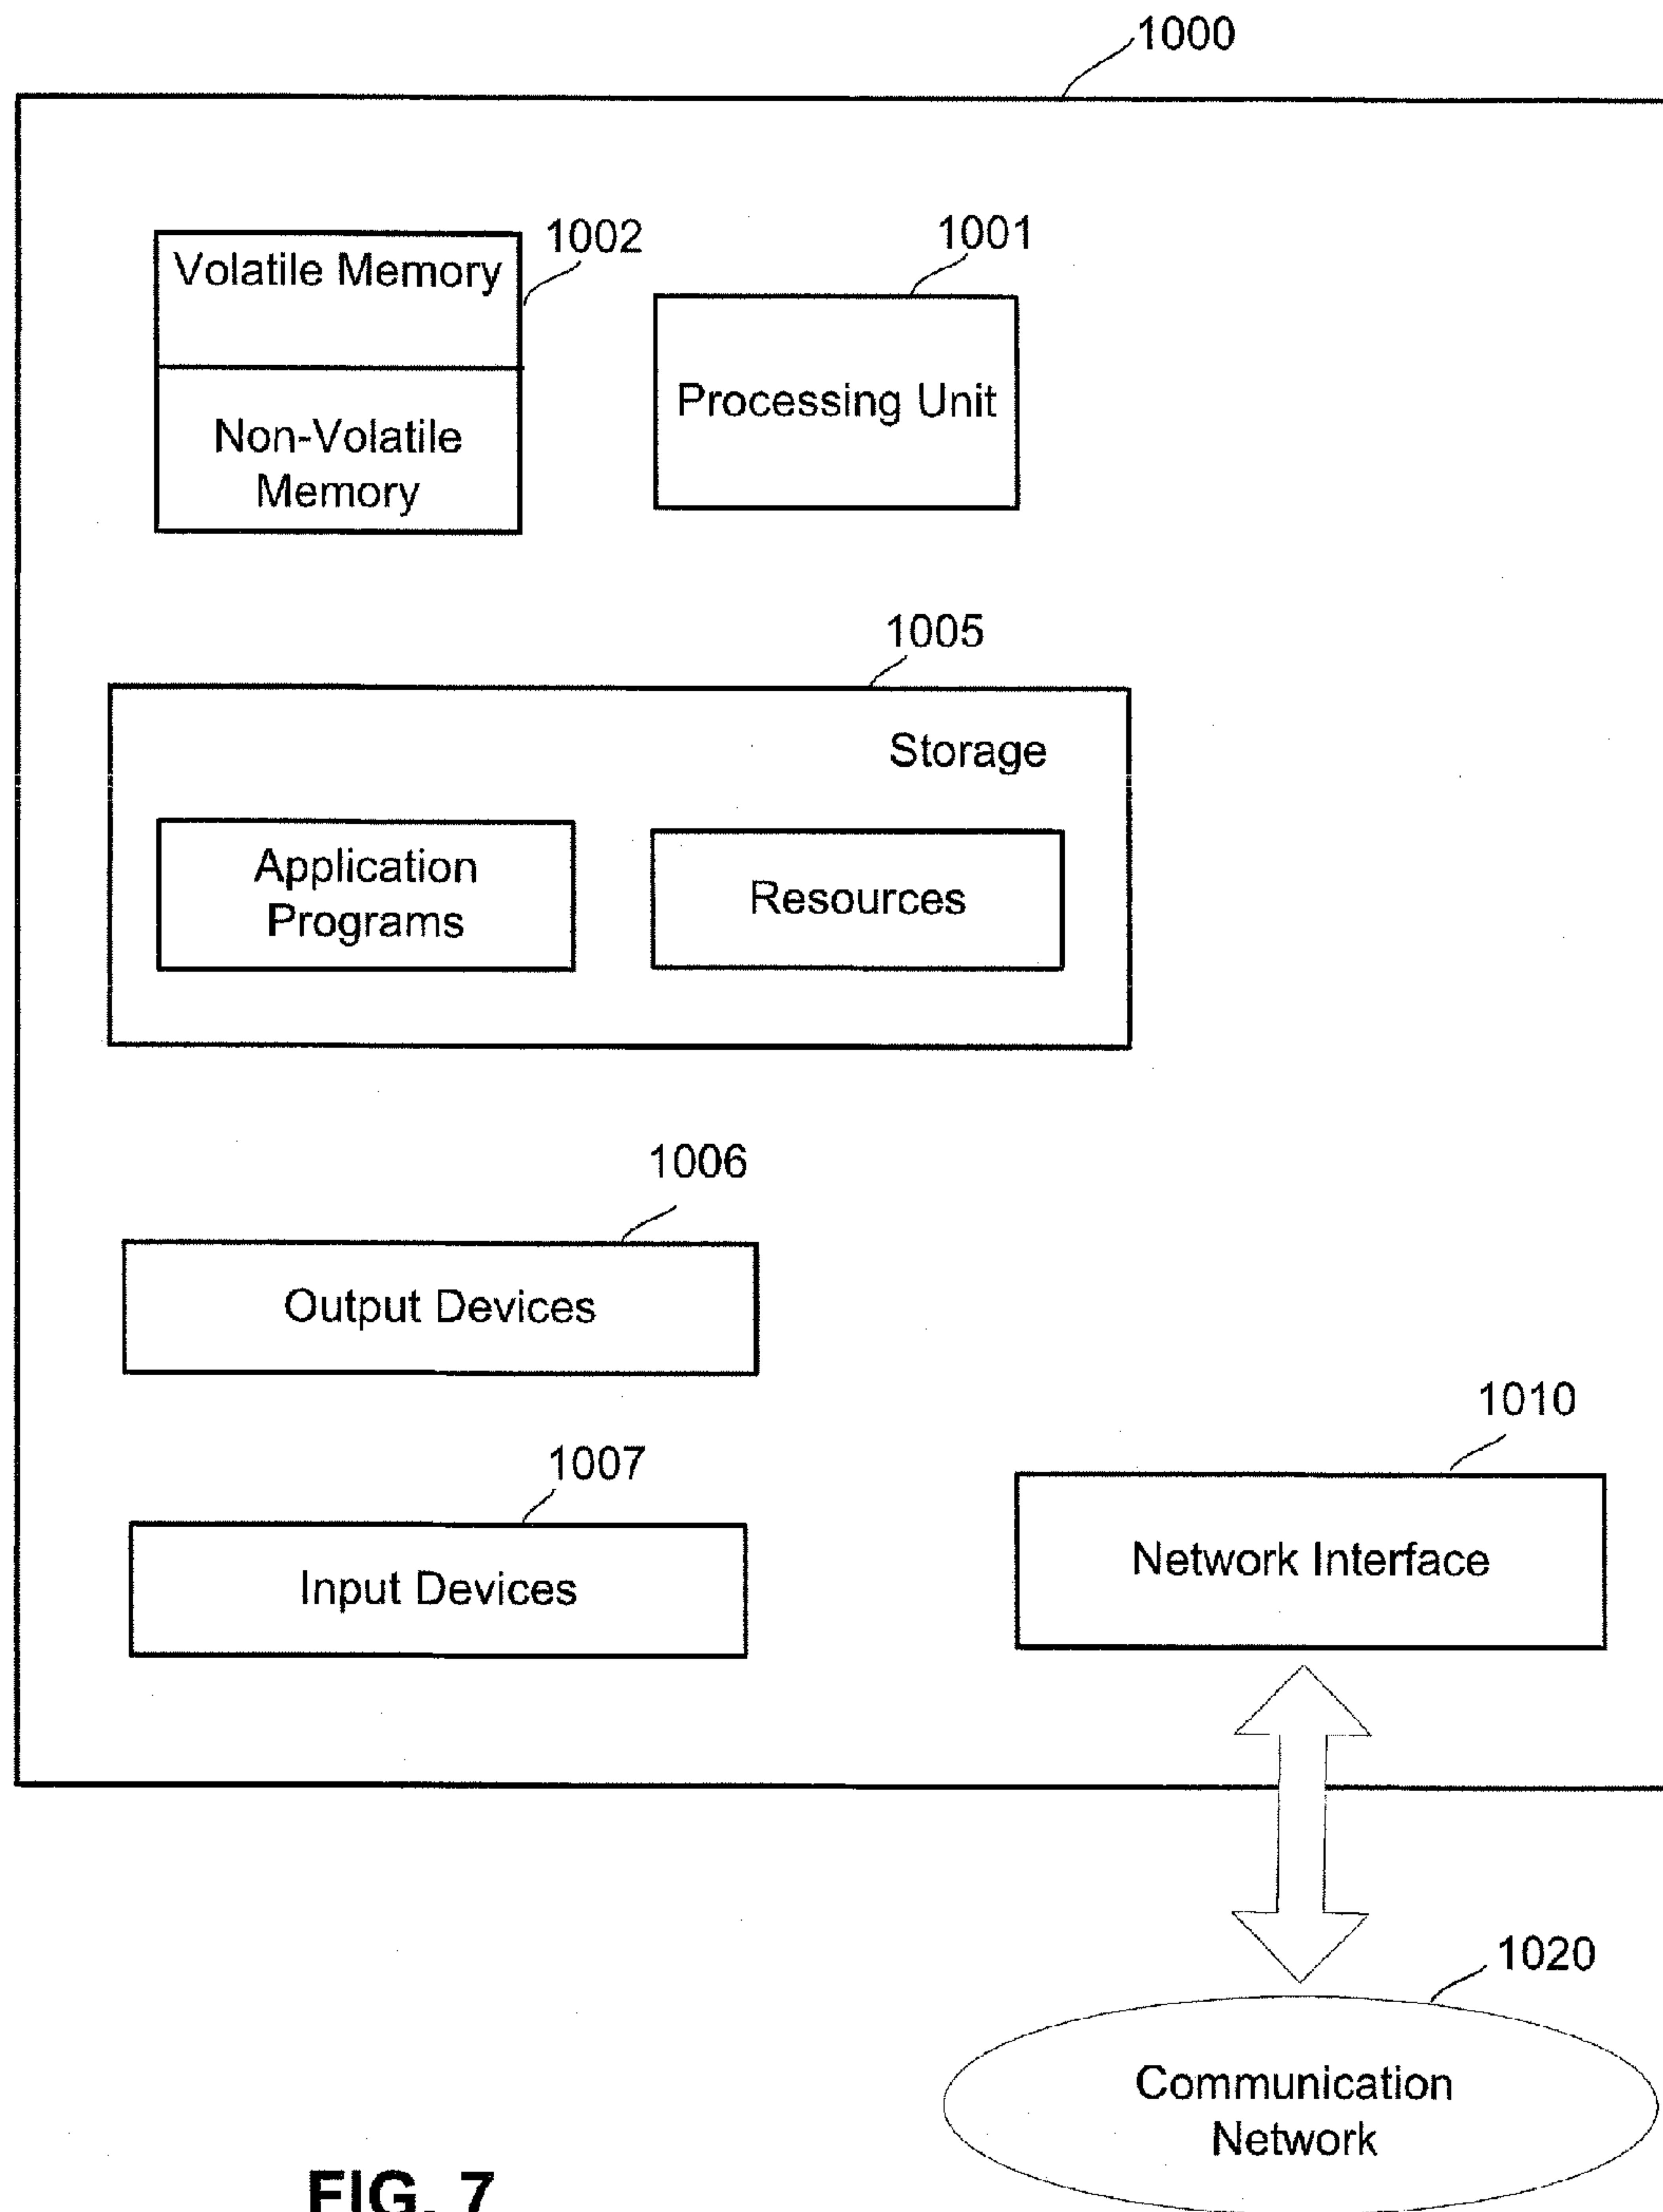 1000
1002
1001
Volatile Memory
Processing Unit
Non-Volatile
Memory
1005
Storage
Application
Programs
Resources
1006
Output Devices
1010
1007
Network Interface
Input Devices
1020
Communication
Network
FIG. 7